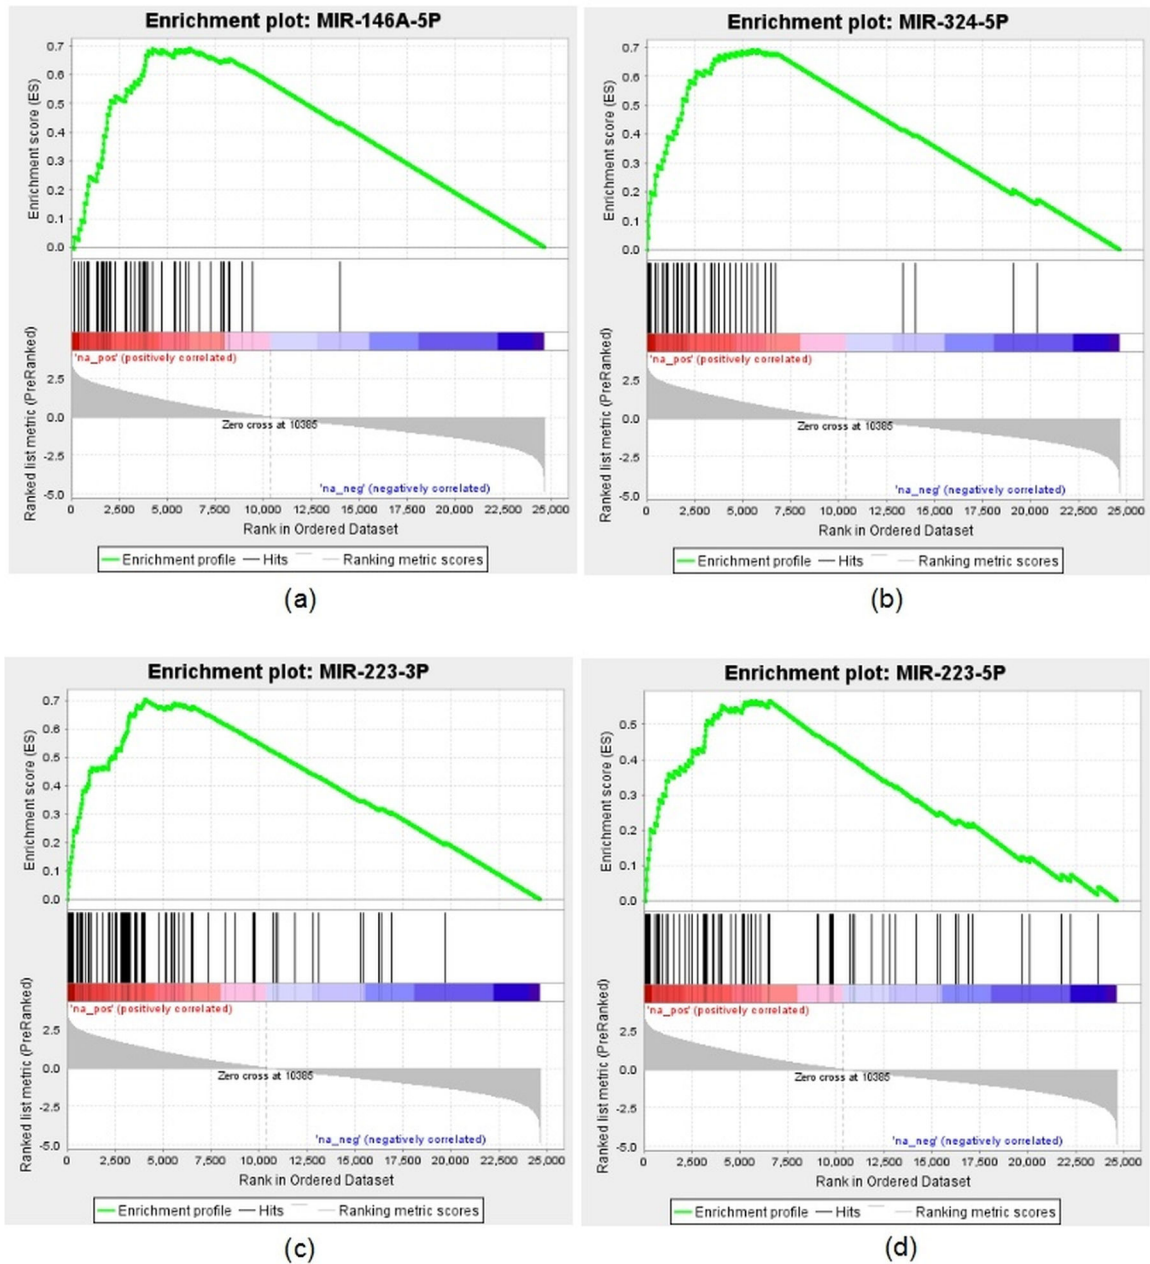 Enrichment plot: MIR-146A-5P
Enrichment score (ES)
0.7
0.6
0.5
0.4
0.3
0.2
0.1
0.0
'na_pos' (positively correlated)
Ranked list metric (PreRanked)
2.5
0.0
-2.5
-5.0
Zero cross at 10385
'na_neg' (negatively correlated)
0 2,500 5,000 7,500 10,000 12,500 15,000 17,500 20,000 22,500 25,000
Rank in Ordered Dataset
Enrichment profile Hits Ranking metric scores
(a)
Enrichment plot: MIR-324-5P
Enrichment score (ES)
0.7
0.6
0.5
0.4
0.3
0.2
0.1
0.0
'na_pos' (positively correlated)
Ranked list metric (PreRanked)
2.5
0.0
-2.5
-5.0
Zero cross at 10385
'na_neg' (negatively correlated)
0 2,500 5,000 7,500 10,000 12,500 15,000 17,500 20,000 22,500 25,000
Rank in Ordered Dataset
Enrichment profile Hits Ranking metric scores
(b)
Enrichment plot: MIR-223-3P
Enrichment score (ES)
0.7
0.6
0.5
0.4
0.3
0.2
0.1
0.0
'na_pos' (positively correlated)
Ranked list metric (PreRanked)
2.5
0.0
-2.5
-5.0
Zero cross at 10385
'na_neg' (negatively correlated)
0 2,500 5,000 7,500 10,000 12,500 15,000 17,500 20,000 22,500 25,000
Rank in Ordered Dataset
Enrichment profile Hits Ranking metric scores
(c)
Enrichment plot: MIR-223-5P
Enrichment score (ES)
0.5
0.4
0.3
0.2
0.1
0.0
'na_pos' (positively correlated)
Ranked list metric (PreRanked)
2.5
0.0
-2.5
-5.0
Zero cross at 10385
'na_neg' (negatively correlated)
0 2,500 5,000 7,500 10,000 12,500 15,000 17,500 20,000 22,500 25,000
Rank in Ordered Dataset
Enrichment profile Hits Ranking metric scores
(d)